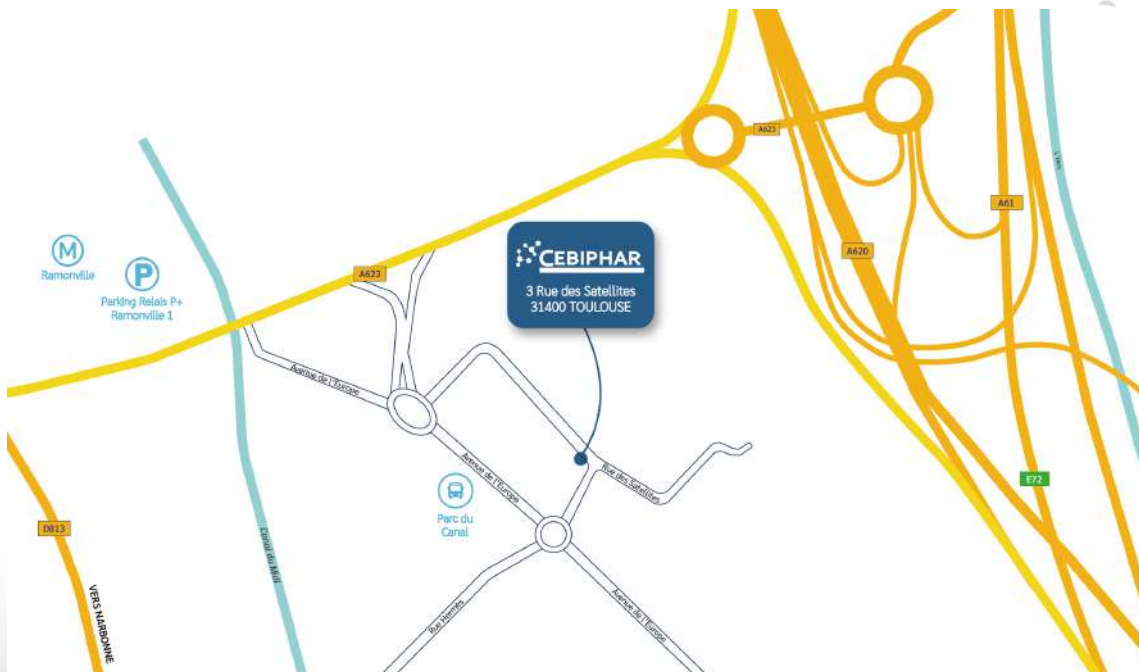 A623
A61
L'Hers
A620
CEBIPHAR
3 Rue des Satellites
31400 TOULOUSE
M
Ramonville
P
Parking Relais P+
Ramonville 1
A623
Avenue de l'Europe
Avenue de l'Europe
Rue des Satellites
E72
Parc du
Canal
D813
Canal du Midi
VERS NARBONNE
Rue Hermès
Avenue de l'Europe